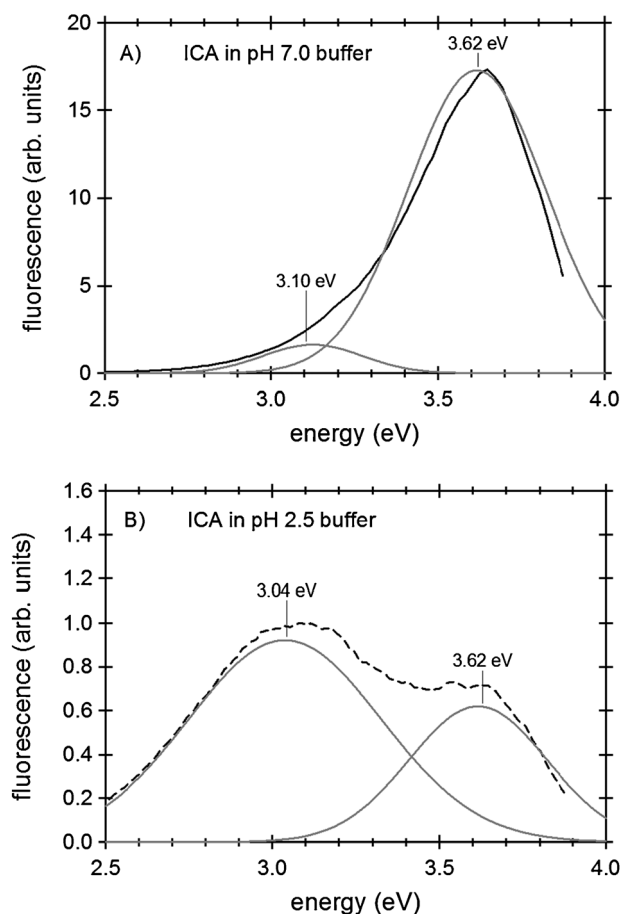 A) ICA in pH 7.0 buffer
3.62 eV
20
15
10
5
0
3.10 eV
fluorescence (arb. units)
2.5 3.0 3.5 4.0
energy (eV)
B) ICA in pH 2.5 buffer
1.6
1.4
1.2
1.0
0.8
0.6
0.4
0.2
0.0
3.04 eV
3.62 eV
fluorescence (arb. units)
2.5 3.0 3.5 4.0
energy (eV)